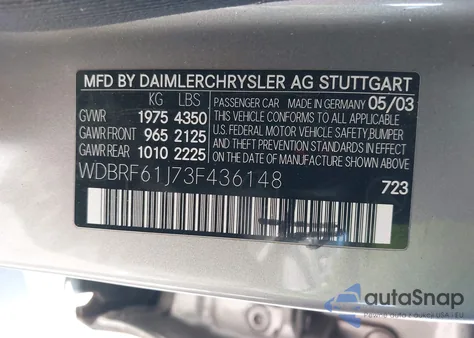 MFD BY DAIMLERCHRYSLER AG STUTTGART
KG LBS
PASSENGER CAR MADE IN GERMANY 05/03
GVWR 1975 4350
THIS VEHICLE CONFORMS TO ALL APPLICABLE
GAWR FRONT 965 2125
U.S. FEDERAL MOTOR VEHICLE SAFETY, BUMPER
AND THEFT PREVENTION STANDARDS IN EFFECT
GAWR REAR 1010 2225
ON THE DATE OF MANUFACTURE SHOWN ABOVE.
WDBRF61J73F436148
723
autoSnap